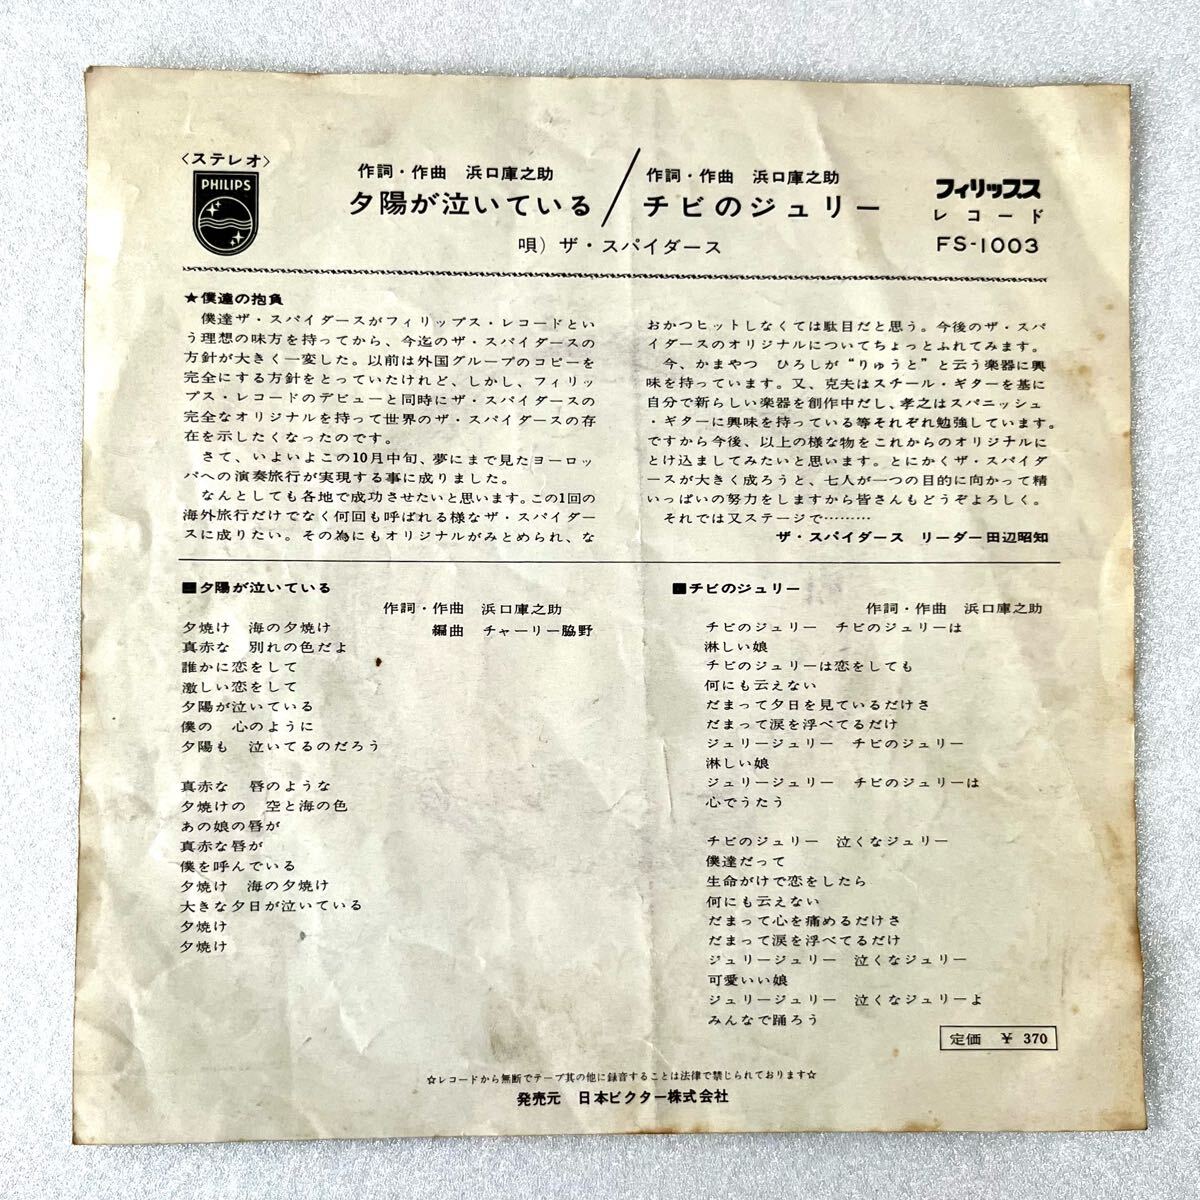 〈ステレオ〉
PHILIPS
作詞・作曲　浜口庫之助
夕陽が泣いている
／
作詞・作曲　浜口庫之助
チビのジュリー
唄）ザ・スパイダース
フィリップス
レコード
FS-1003
★僕達の抱負
　僕達ザ・スパイダースがフィリップス・レコードとい
う理想の味方を持ってから、今迄のザ・スパイダースの
方針が大きく一変した。以前は外国グループのコピーを
完全にする方針をとっていたけれど、しかし、フィリッ
プス・レコードのデビューと同時にザ・スパイダースの
完全なオリジナルを持って世界のザ・スパイダースの存
在を示したくなったのです。
　さて、いよいよこの10月中旬、夢にまで見たヨーロッ
パへの演奏旅行が実現する事に成りました。
　なんとしても各地で成功させたいと思います。この1回の
海外旅行だけでなく何回も呼ばれる様なザ・スパイダー
スに成りたい。その為にもオリジナルがみとめられ、な
おかつヒットしなくては駄目だと思う。今後のザ・スパ
イダースのオリジナルについてちょっとふれてみます。
　今、かまやつ　ひろしが“りゅうと”と云う楽器に興
味を持っています。又、克夫はスチール・ギターを基に
自分で新らしい楽器を創作中だし、孝之はスパニッシュ
・ギターに興味を持っている等それぞれ勉強しています。
ですから今後、以上の様な物をこれからのオリジナルに
とけ込ましてみたいと思います。とにかくザ・スパイダ
ースが大きく成ろうと、七人が一つの目的に向かって精
いっぱいの努力をしますから皆さんもどうぞよろしく。
　それでは又ステージで………
ザ・スパイダース　リーダー田辺昭知
■夕陽が泣いている
作詞・作曲　浜口庫之助
編曲　チャーリー脇野
夕焼け　海の夕焼け
真赤な　別れの色だよ
誰かに恋をして
激しい恋をして
夕陽が泣いている
僕の　心のように
夕陽も　泣いてるのだろう
真赤な　唇のような
夕焼けの　空と海の色
あの娘の唇が
真赤な唇が
僕を呼んでいる
夕焼け　海の夕焼け
大きな夕日が泣いている
夕焼け
夕焼け
■チビのジュリー
作詞・作曲　浜口庫之助
チビのジュリー　チビのジュリーは
淋しい娘
チビのジュリーは恋をしても
何にも云えない
だまって夕日を見ているだけさ
だまって涙を浮べてるだけ
ジュリージュリー　チビのジュリー
淋しい娘
ジュリージュリー　チビのジュリーは
心でうたう
チビのジュリー　泣くなジュリー
僕達だって
生命がけで恋をしたら
何にも云えない
だまって心を痛めるだけさ
だまって涙を浮べてるだけ
ジュリージュリー　泣くなジュリー
可愛いい娘
ジュリージュリー　泣くなジュリーよ
みんなで踊ろう
定価　￥ 370
☆レコードから無断でテープ其の他に録音することは法律で禁じられております☆
発売元　日本ビクター株式会社